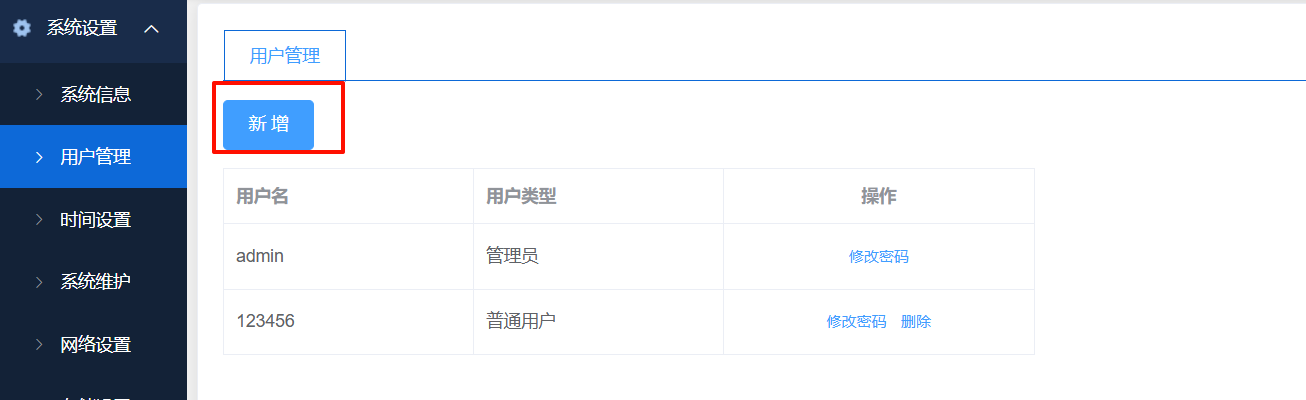 系统设置
系统信息
用户管理
时间设置
系统维护
网络设置
用户管理
新增
用户名 用户类型 操作
admin 管理员 修改密码
123456 普通用户 修改密码 删除